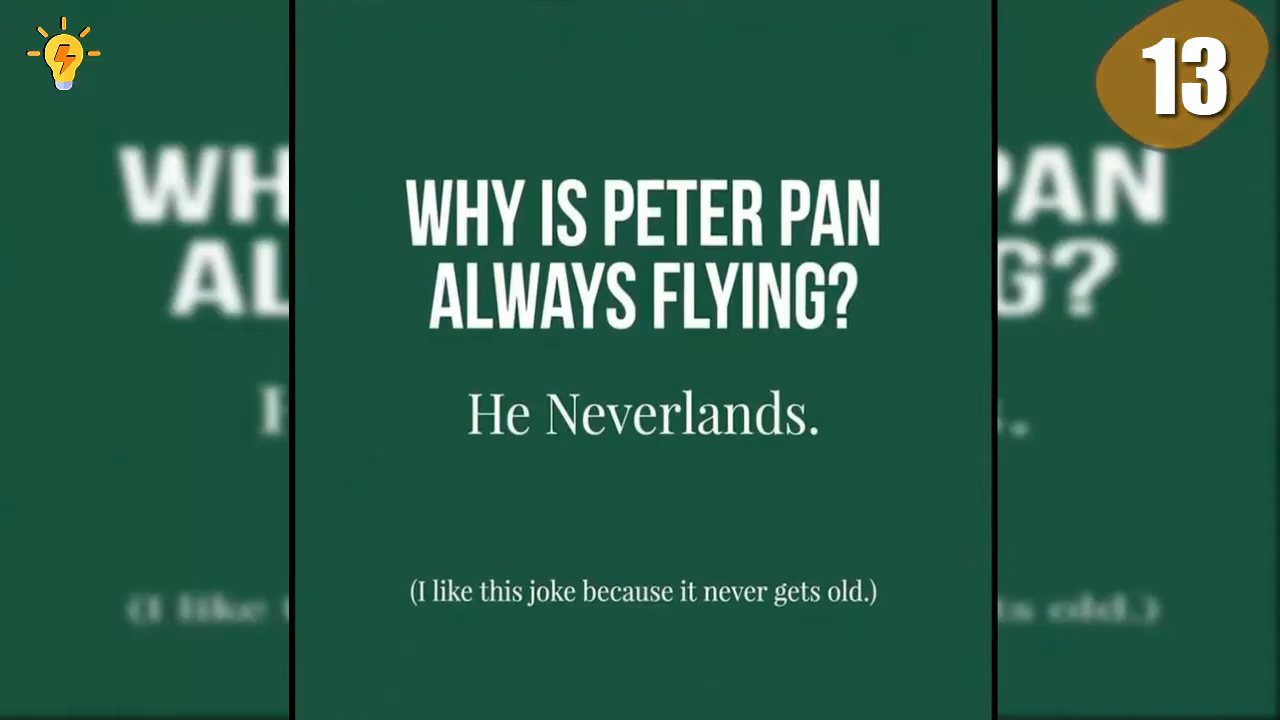 13
WHY IS PETER PAN
ALWAYS FLYING?
He Neverlands.
(I like this joke because it never gets old.)